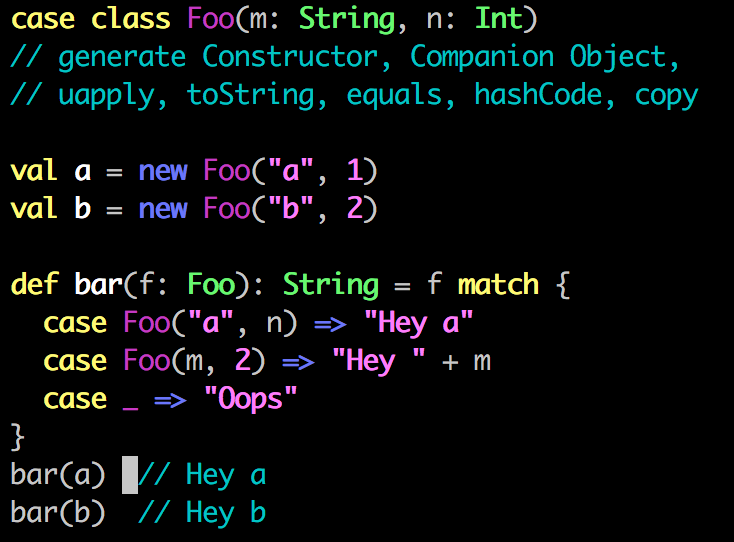 case class Foo(m: String, n: Int)
// generate Constructor, Companion Object,
// uapply, toString, equals, hashCode, copy
val a = new Foo("a", 1)
val b = new Foo("b", 2)
def bar(f: Foo): String = f match {
  case Foo("a", n) => "Hey a"
  case Foo(m, 2) => "Hey " + m
  case _ => "Oops"
}
bar(a)  // Hey a
bar(b)  // Hey b